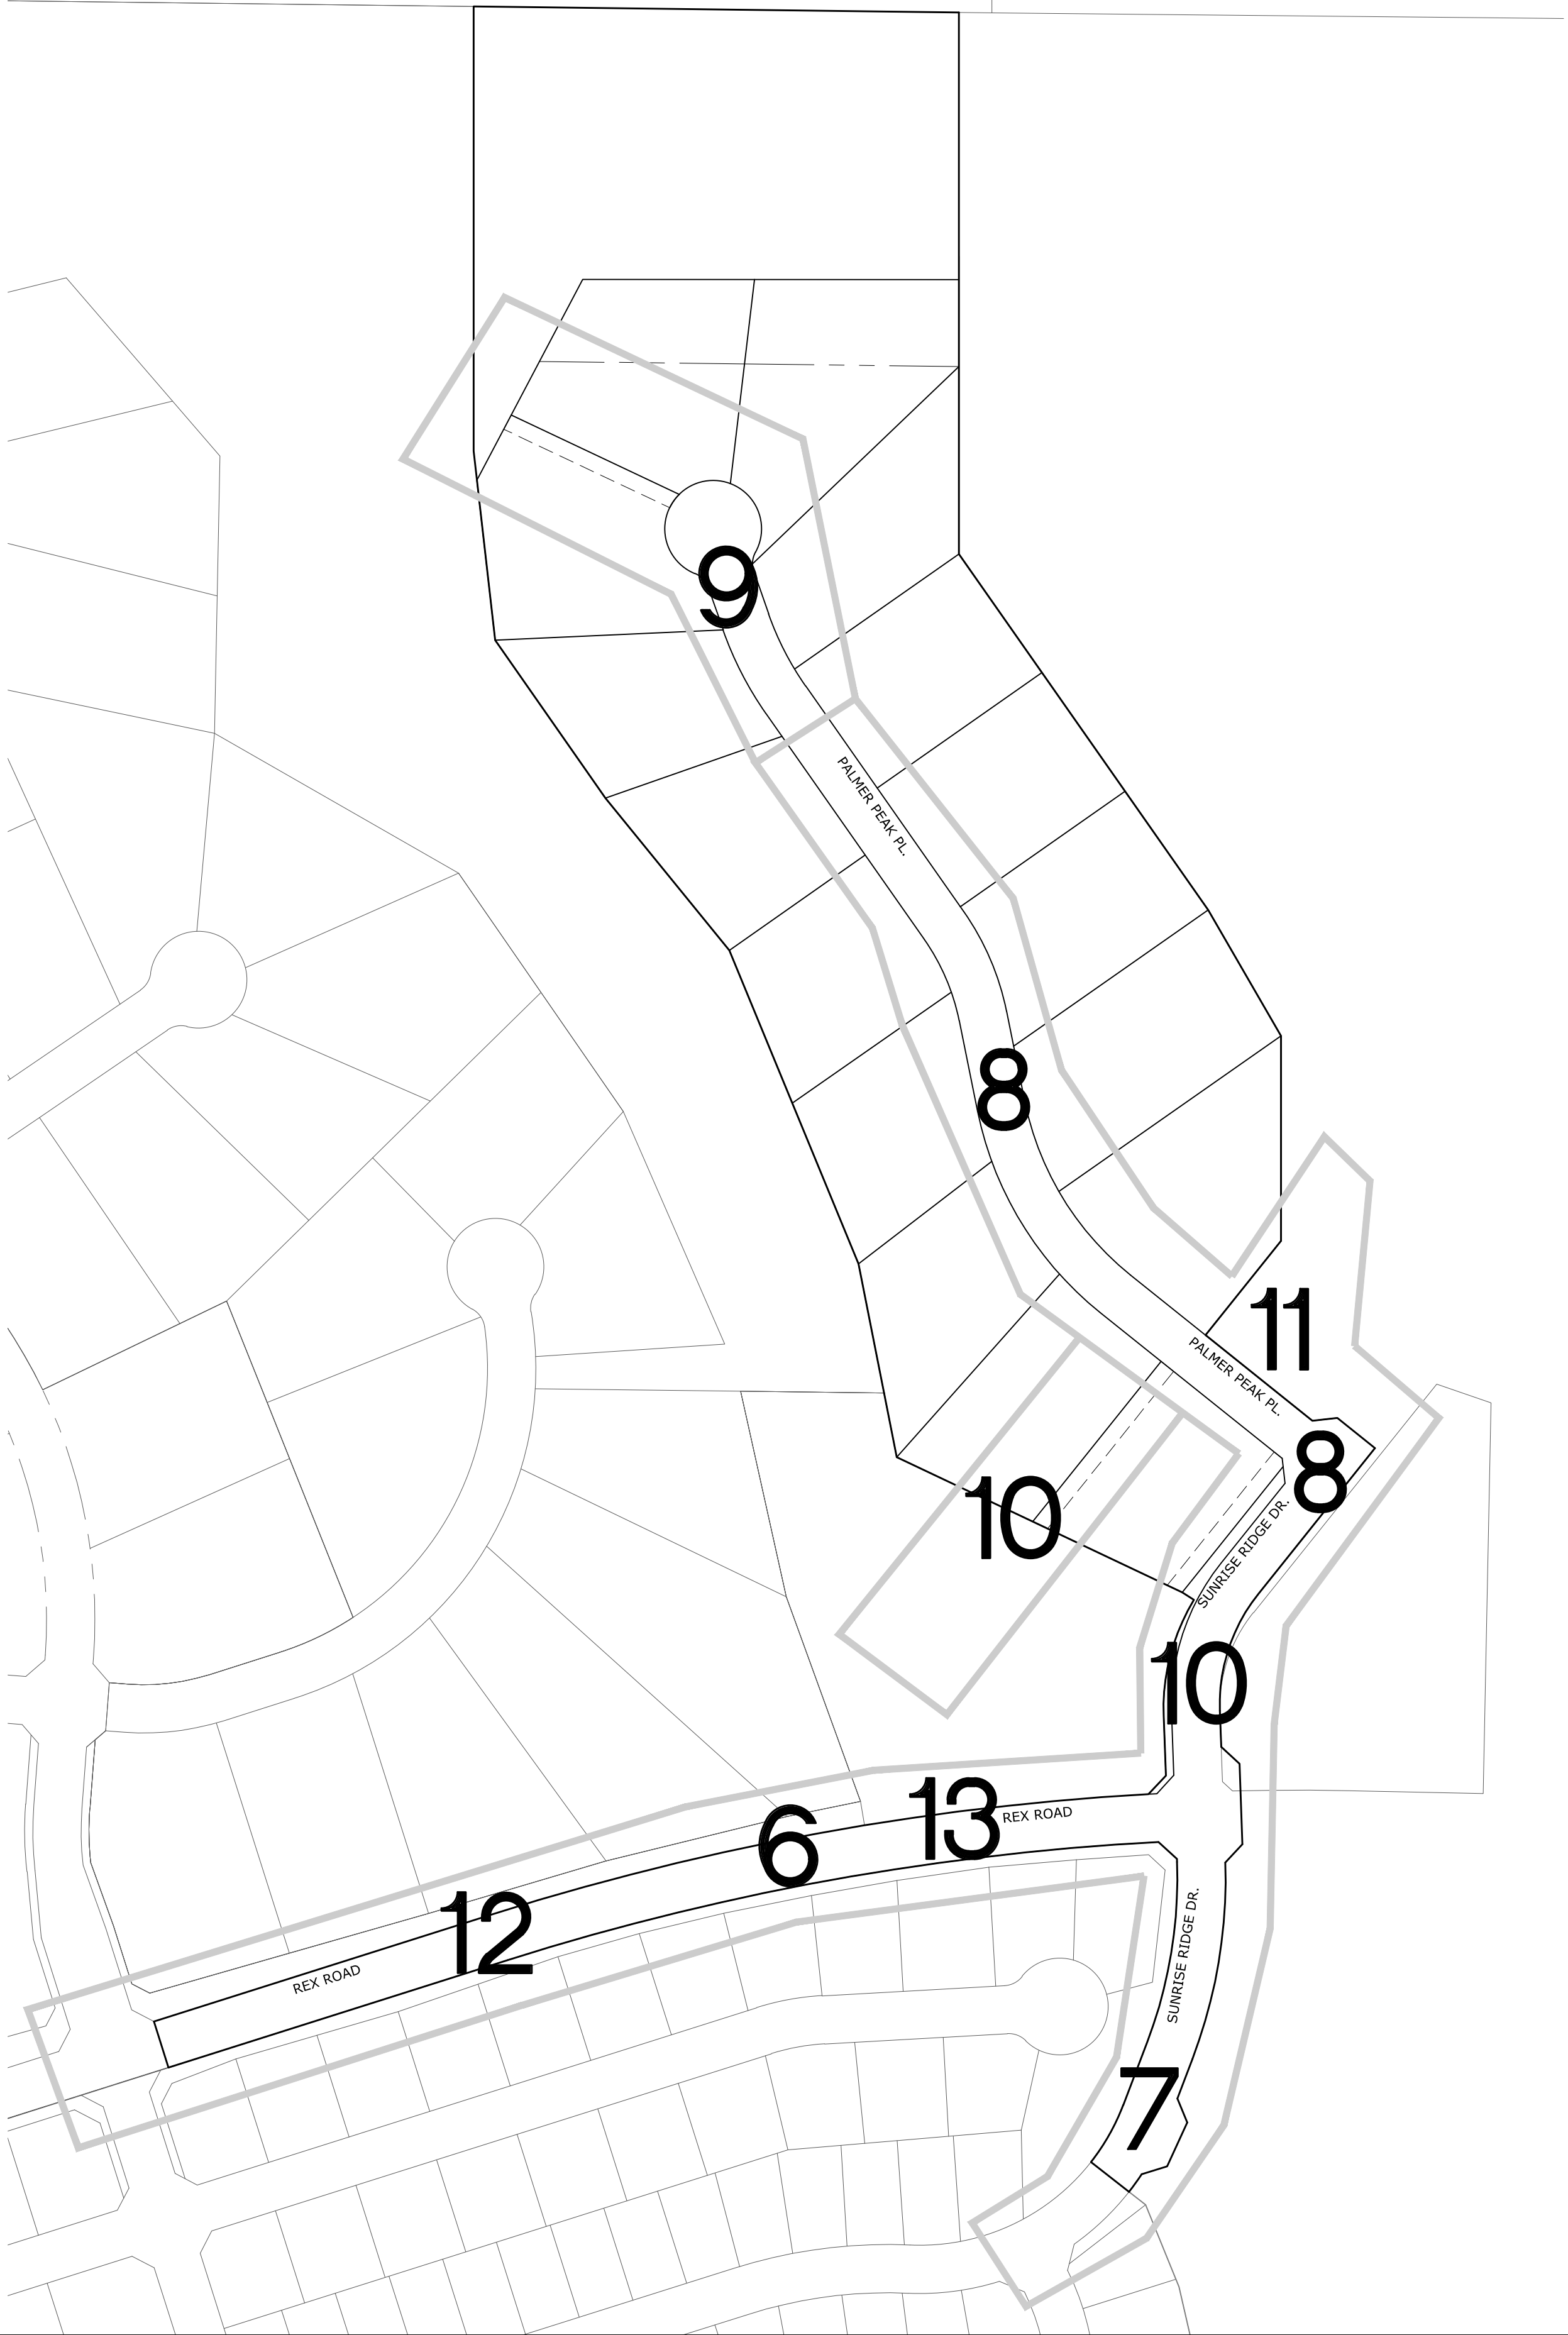 9
PALMER PEAK PL.
8
11
PALMER PEAK PL.
8
10
SUNRISE RIDGE DR.
10
13
REX ROAD
6
12
REX ROAD
SUNRISE RIDGE DR.
7